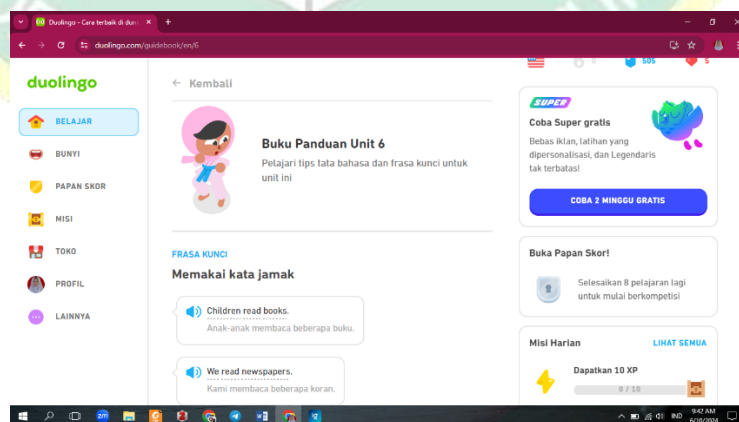 Duolingo - Cara terbaik di duni
duolingo.com/guidebook/en/6
duolingo
BELAJAR
BUNYI
PAPAN SKOR
MISI
TOKO
PROFIL
LAINNYA
← Kembali
Buku Panduan Unit 6
Pelajari tips tata bahasa dan frasa kunci untuk
unit ini
FRASA KUNCI
Memakai kata jamak
Children read books.
Anak-anak membaca beberapa buku.
We read newspapers.
Kami membaca beberapa koran.
505
5
SUPER
Coba Super gratis
Bebas iklan, latihan yang
dipersonalisasi, dan Legendaris
tak terbatas!
COBA 2 MINGGU GRATIS
Buka Papan Skor!
Selesaikan 8 pelajaran lagi
untuk mulai berkompetisi
Misi Harian
LIHAT SEMUA
Dapatkan 10 XP
0 / 10
zm
IND
9:42 AM
6/10/2024